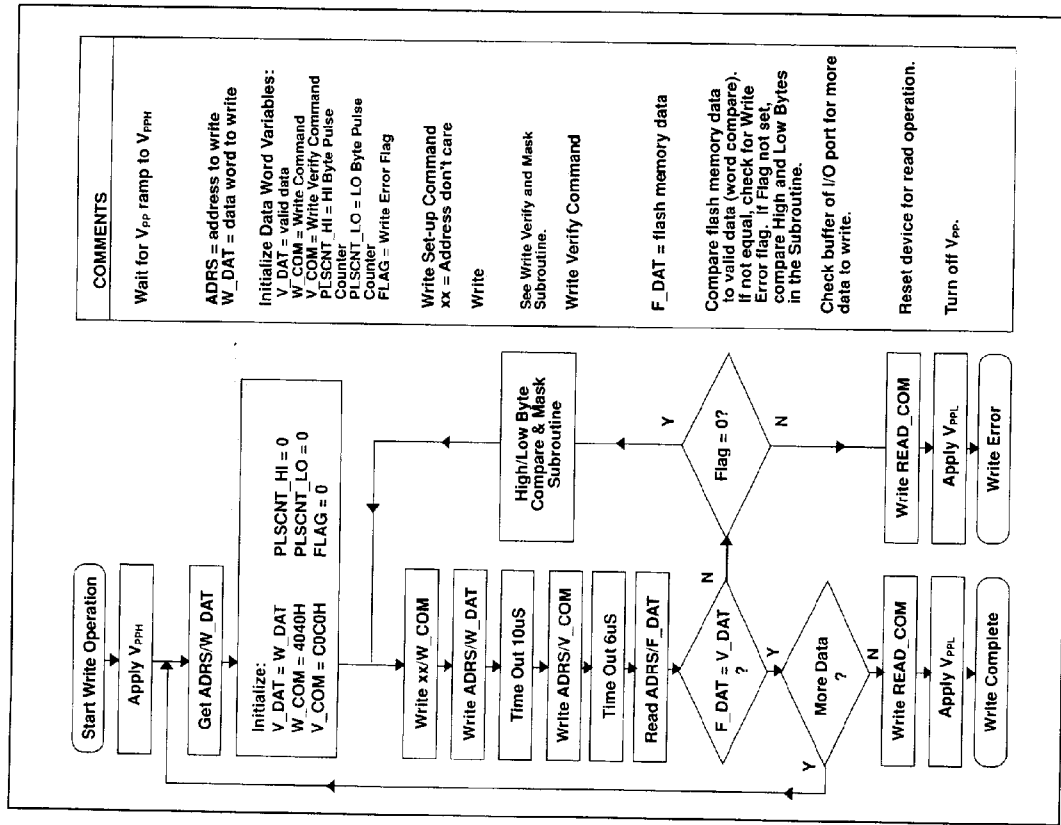 Start Write Operation
Apply VPPH
Get ADRS/W_DAT
Initialize:
V_DAT = W_DAT
W_COM = 4040H
V_COM = C0C0H
PLSCNT_HI = 0
PLSCNT_LO = 0
FLAG = 0
Write xx/W_COM
Write ADRS/W_DAT
Time Out 10uS
Write ADRS/V_COM
Time Out 6uS
Read ADRS/F_DAT
F_DAT = V_DAT
?
N
Y
More Data
?
Y
N
Write READ_COM
Apply VPPL
Write Complete
High/Low Byte
Compare & Mask
Subroutine
Y
Flag = 0?
N
Write READ_COM
Apply VPPL
Write Error
COMMENTS
Wait for VPP ramp to VPPH
ADRS = address to write
W_DAT = data word to write
Initialize Data Word Variables:
V_DAT = valid data
W_COM = Write Command
V_COM = Write Verify Command
PLSCNT_HI = HI Byte Pulse
Counter
PLSCNT_LO = LO Byte Pulse
Counter
FLAG = Write Error Flag
Write Set-up Command
xx = Address don't care
Write
See Write Verify and Mask
Subroutine.
Write Verify Command
F_DAT = flash memory data
Compare flash memory data
to valid data (word compare).
If not equal, check for Write
Error flag. If Flag not set,
compare High and Low Bytes
in the Subroutine.
Check buffer of I/O port for more
data to write.
Reset device for read operation.
Turn off VPP.